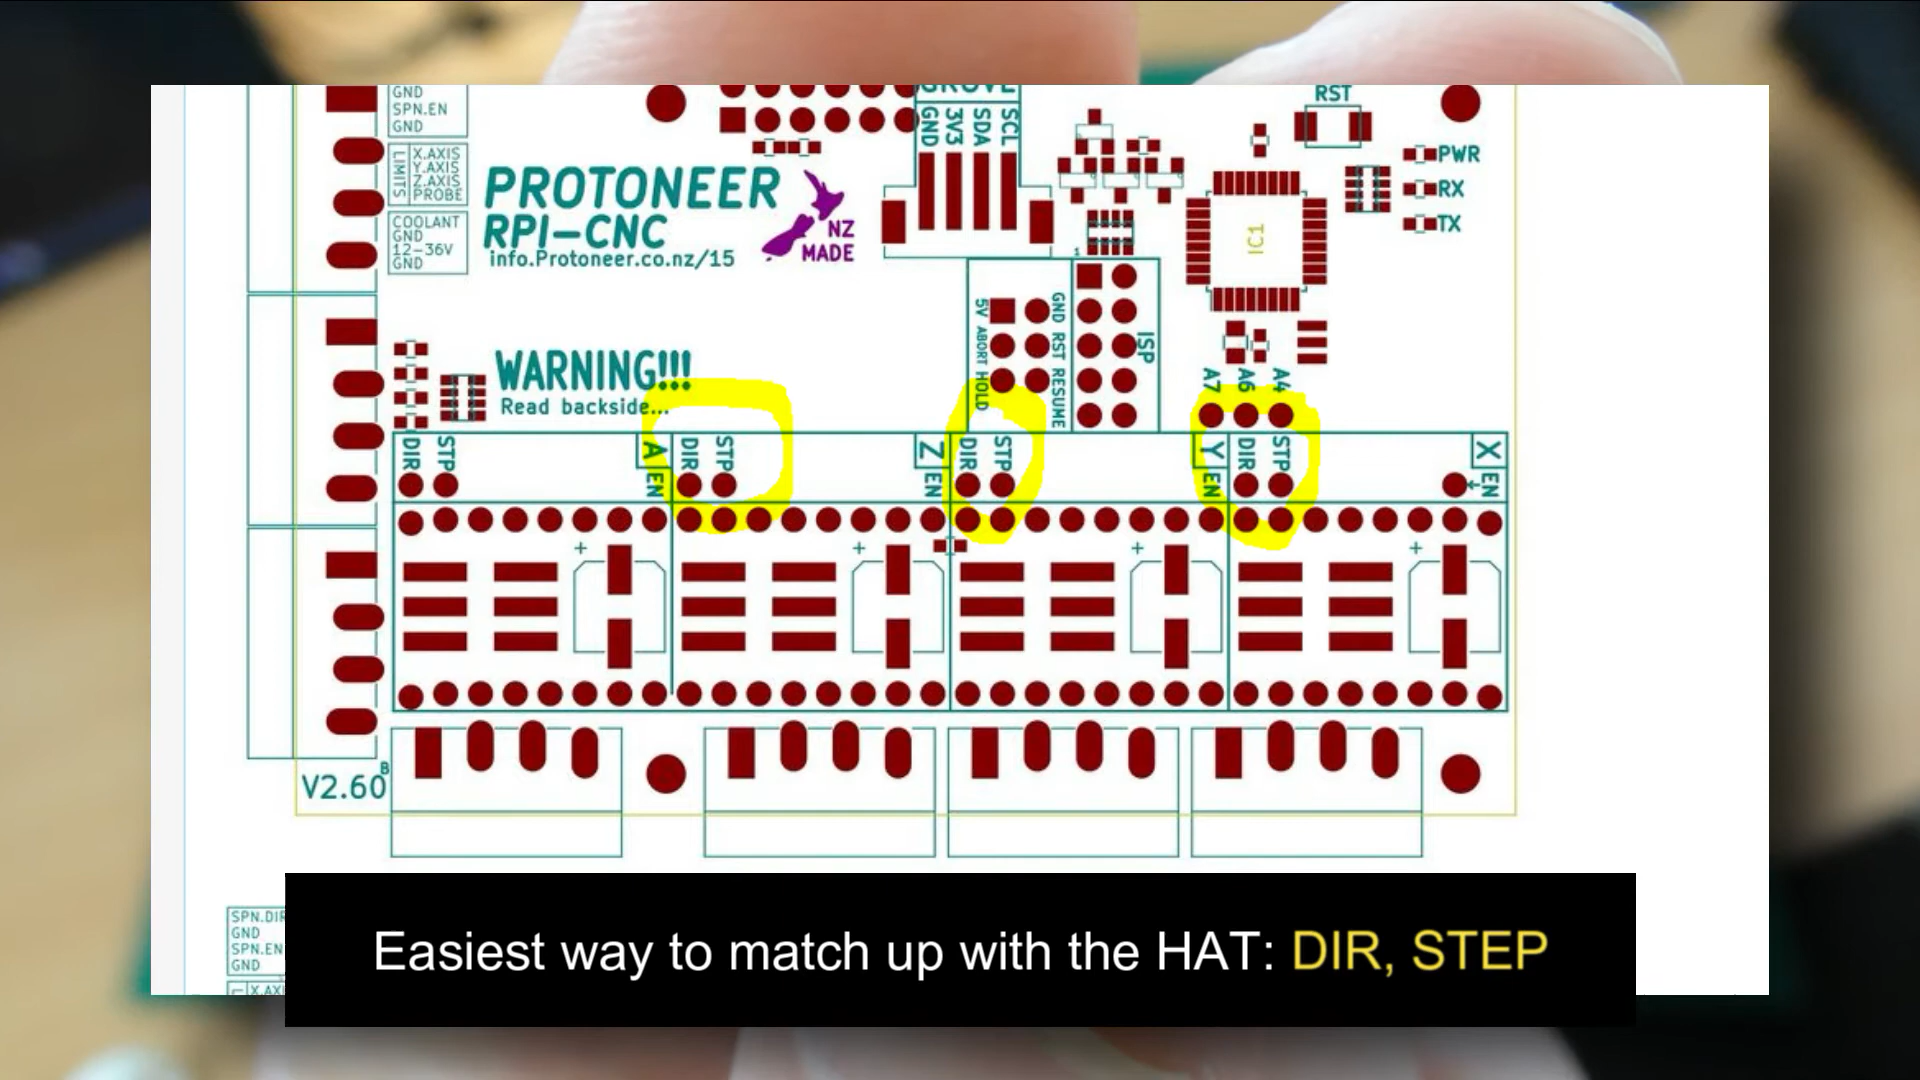 GND
SPN.EN
GND
LIMITS
X.AXIS
Y.AXIS
Z.AXIS
PROBE
COOLANT
GND
12-36V
GND
PROTONEER
RPI-CNC
info.Protoneer.co.nz/15
NZ
MADE
GROVE
GND
3V3
SDA
SCL
RST
PWR
RX
TX
IC1
1
5V ABORT HOLD
GND RST RESUME
ISP
A7
A6
A4
WARNING!!!
Read backside...
DIR
STP
A
EN
DIR
STP
Z
EN
DIR
STP
Y
EN
DIR
STP
X
EN
+
+
+
+
V2.60
B
SPN.DIR
GND
SPN.EN
GND
X.AXI
Easiest way to match up with the HAT: DIR, STEP